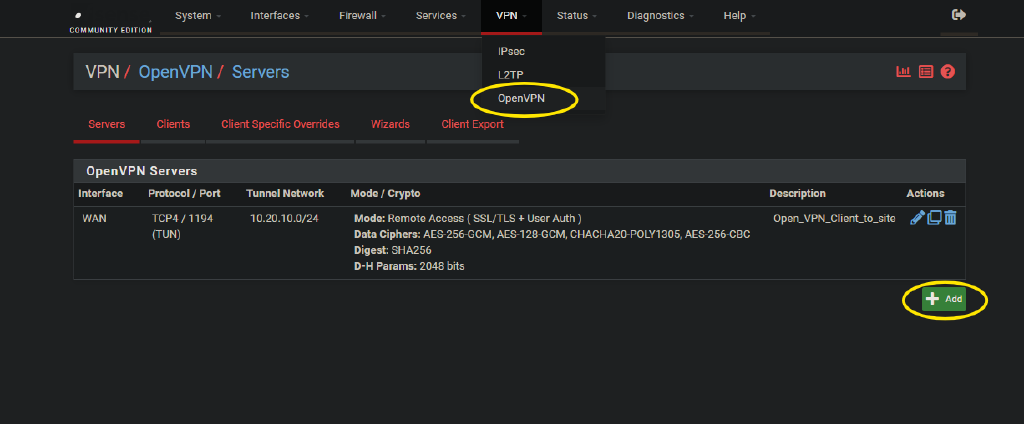 System Interfaces Firewall Services VPN Status Diagnostics Help
COMMUNITY EDITION
IPsec
L2TP
OpenVPN
VPN / OpenVPN / Servers
Servers Clients Client Specific Overrides Wizards Client Export
OpenVPN Servers
Interface Protocol / Port Tunnel Network Mode / Crypto Description Actions
WAN TCP4 / 1194 10.20.10.0/24 Mode: Remote Access ( SSL/TLS + User Auth ) Open_VPN_Client_to_site
(TUN) Data Ciphers: AES-256-GCM, AES-128-GCM, CHACHA20-POLY1305, AES-256-CBC
Digest: SHA256
D-H Params: 2048 bits
Add